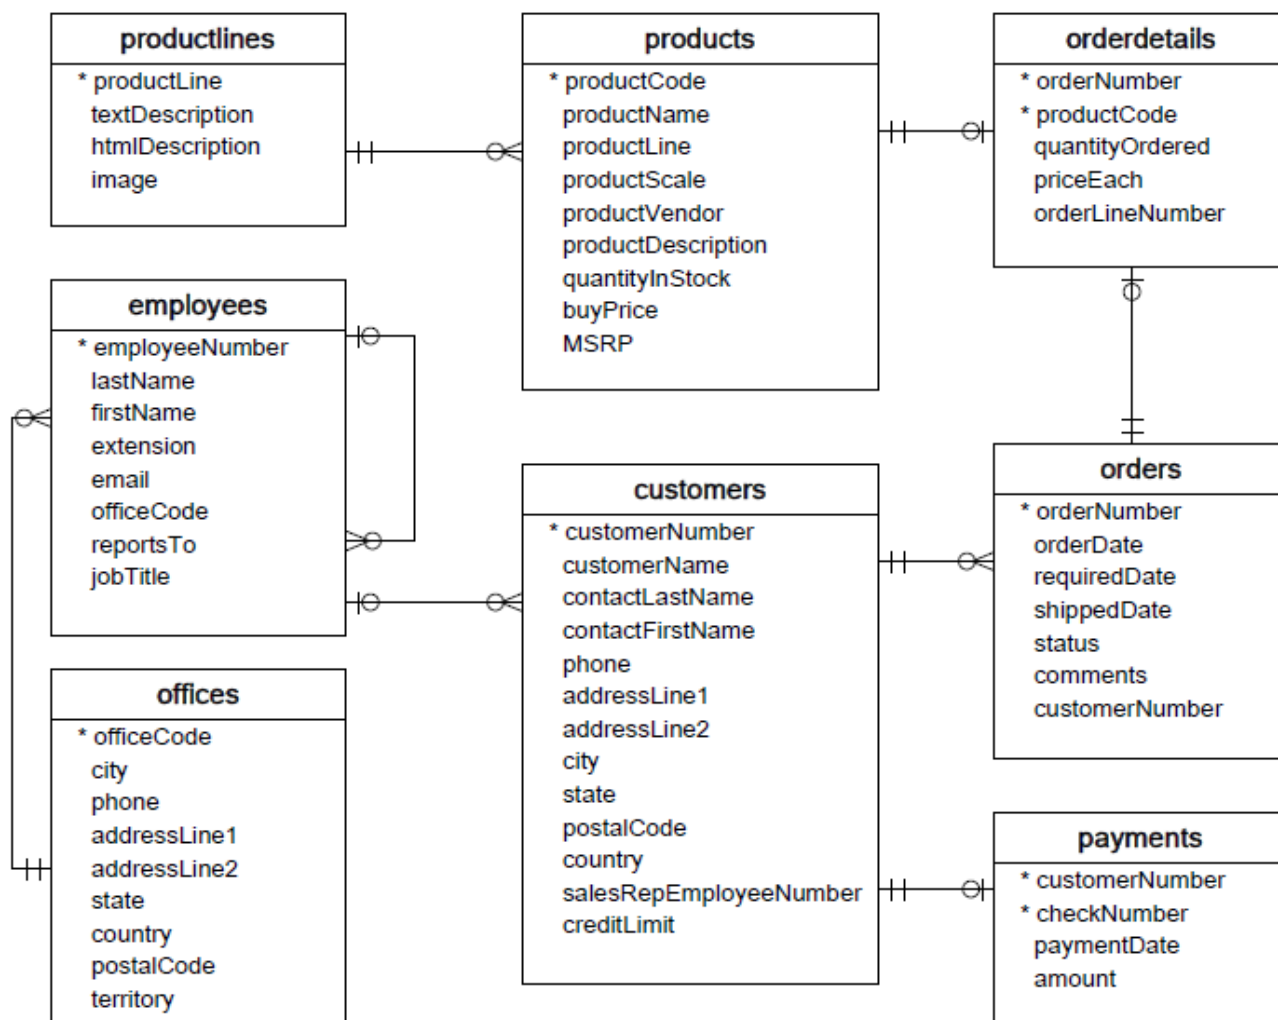 productlines
* productLine
textDescription
htmlDescription
image
products
* productCode
productName
productLine
productScale
productVendor
productDescription
quantityInStock
buyPrice
MSRP
orderdetails
* orderNumber
* productCode
quantityOrdered
priceEach
orderLineNumber
employees
* employeeNumber
lastName
firstName
extension
email
officeCode
reportsTo
jobTitle
customers
* customerNumber
customerName
contactLastName
contactFirstName
phone
addressLine1
addressLine2
city
state
postalCode
country
salesRepEmployeeNumber
creditLimit
orders
* orderNumber
orderDate
requiredDate
shippedDate
status
comments
customerNumber
offices
* officeCode
city
phone
addressLine1
addressLine2
state
country
postalCode
territory
payments
* customerNumber
* checkNumber
paymentDate
amount